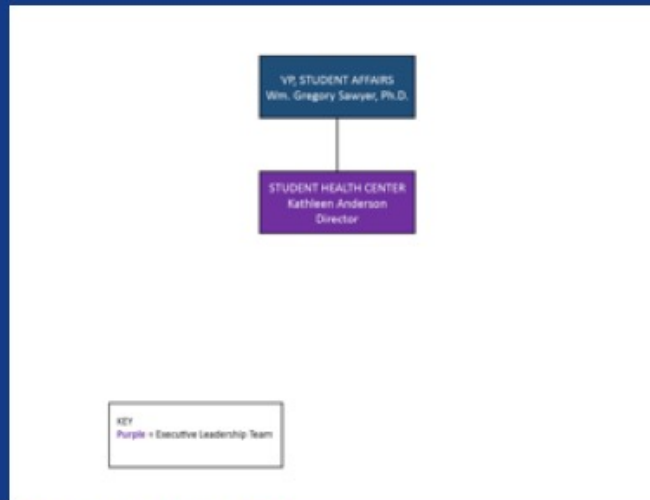 VP, STUDENT AFFAIRS
Wm. Gregory Sawyer, Ph.D.
STUDENT HEALTH CENTER
Kathleen Anderson
Director
KEY
Purple = Executive Leadership Team